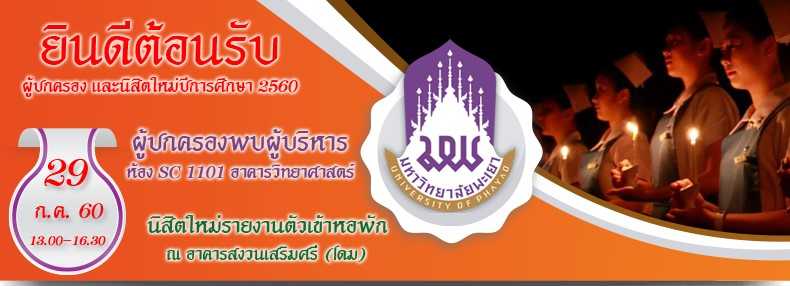 ยินดีต้อนรับ
ผู้ปกครอง และนิสิตใหม่ปีการศึกษา 2560
ผู้ปกครองพบผู้บริหาร
ห้อง SC 1101 อาคารวิทยาศาสตร์
29
ก.ค. 60
13.00-16.30
นิสิตใหม่รายงานตัวเข้าหอพัก
ณ อาคารสงวนเสริมศรี (โดม)
มพย
มหาวิทยาลัยพะเยา
UNIVERSITY OF PHAYAO